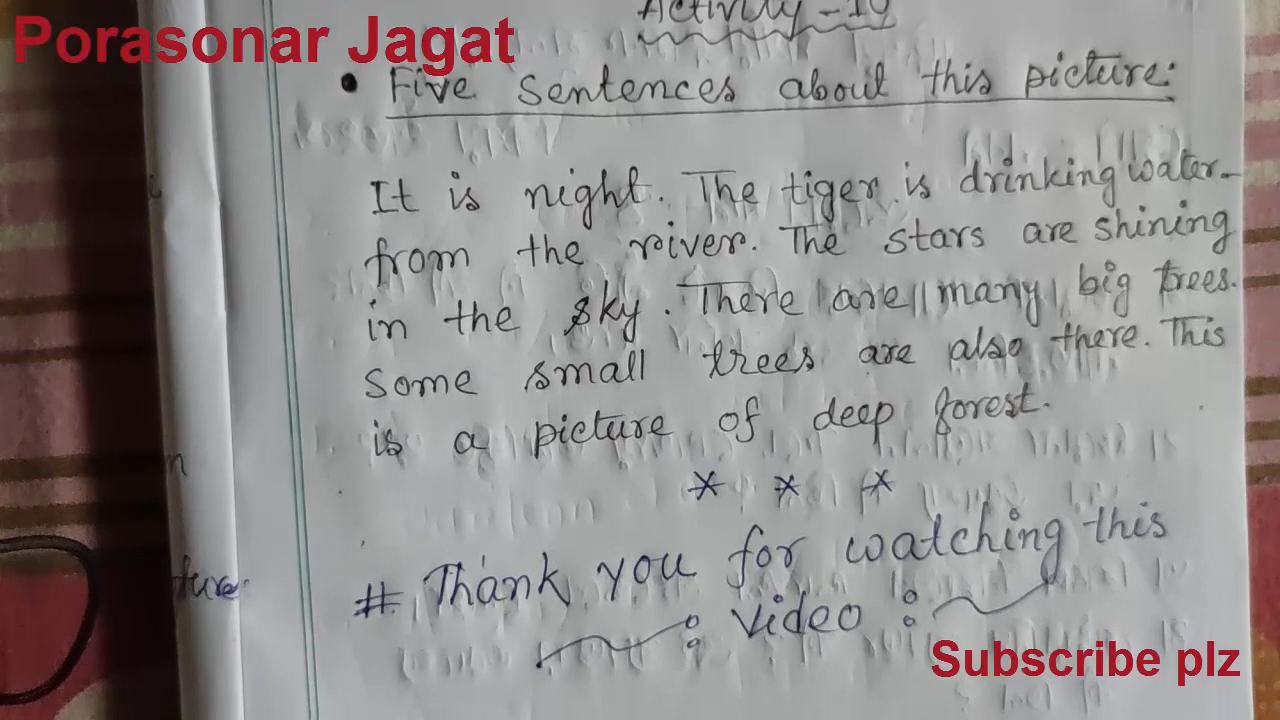 Porasonar Jagat
Activity - 10
• Five sentences about this picture:
It is night. The tiger is drinking water
from the river. The stars are shining
in the sky. There are many big trees.
Some small trees are also there. This
is a picture of deep forest.
* * *
# Thank you for watching this
: video :
Subscribe plz